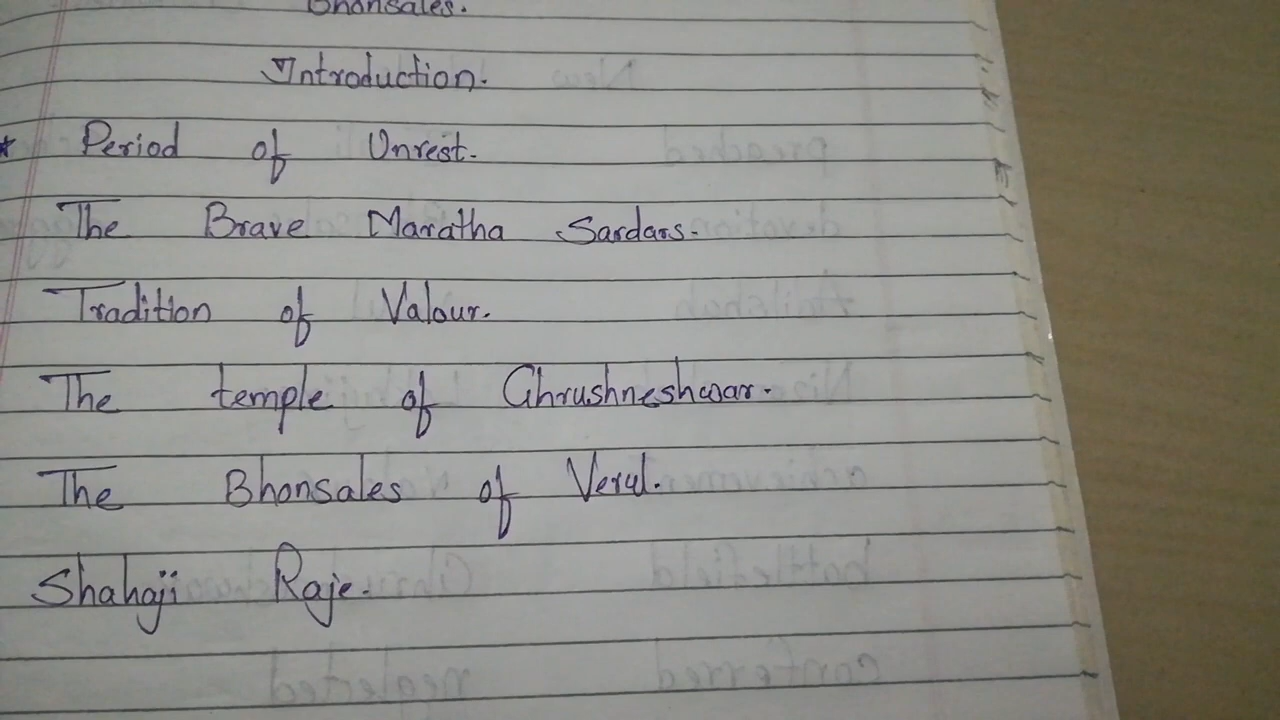 Bhonsales.
Introduction.
* Period of Unrest.
The Brave Maratha Sardars.
Tradition of Valour.
The temple of Ghrushneshwar.
The Bhonsales of Verul.
Shahaji Raje.